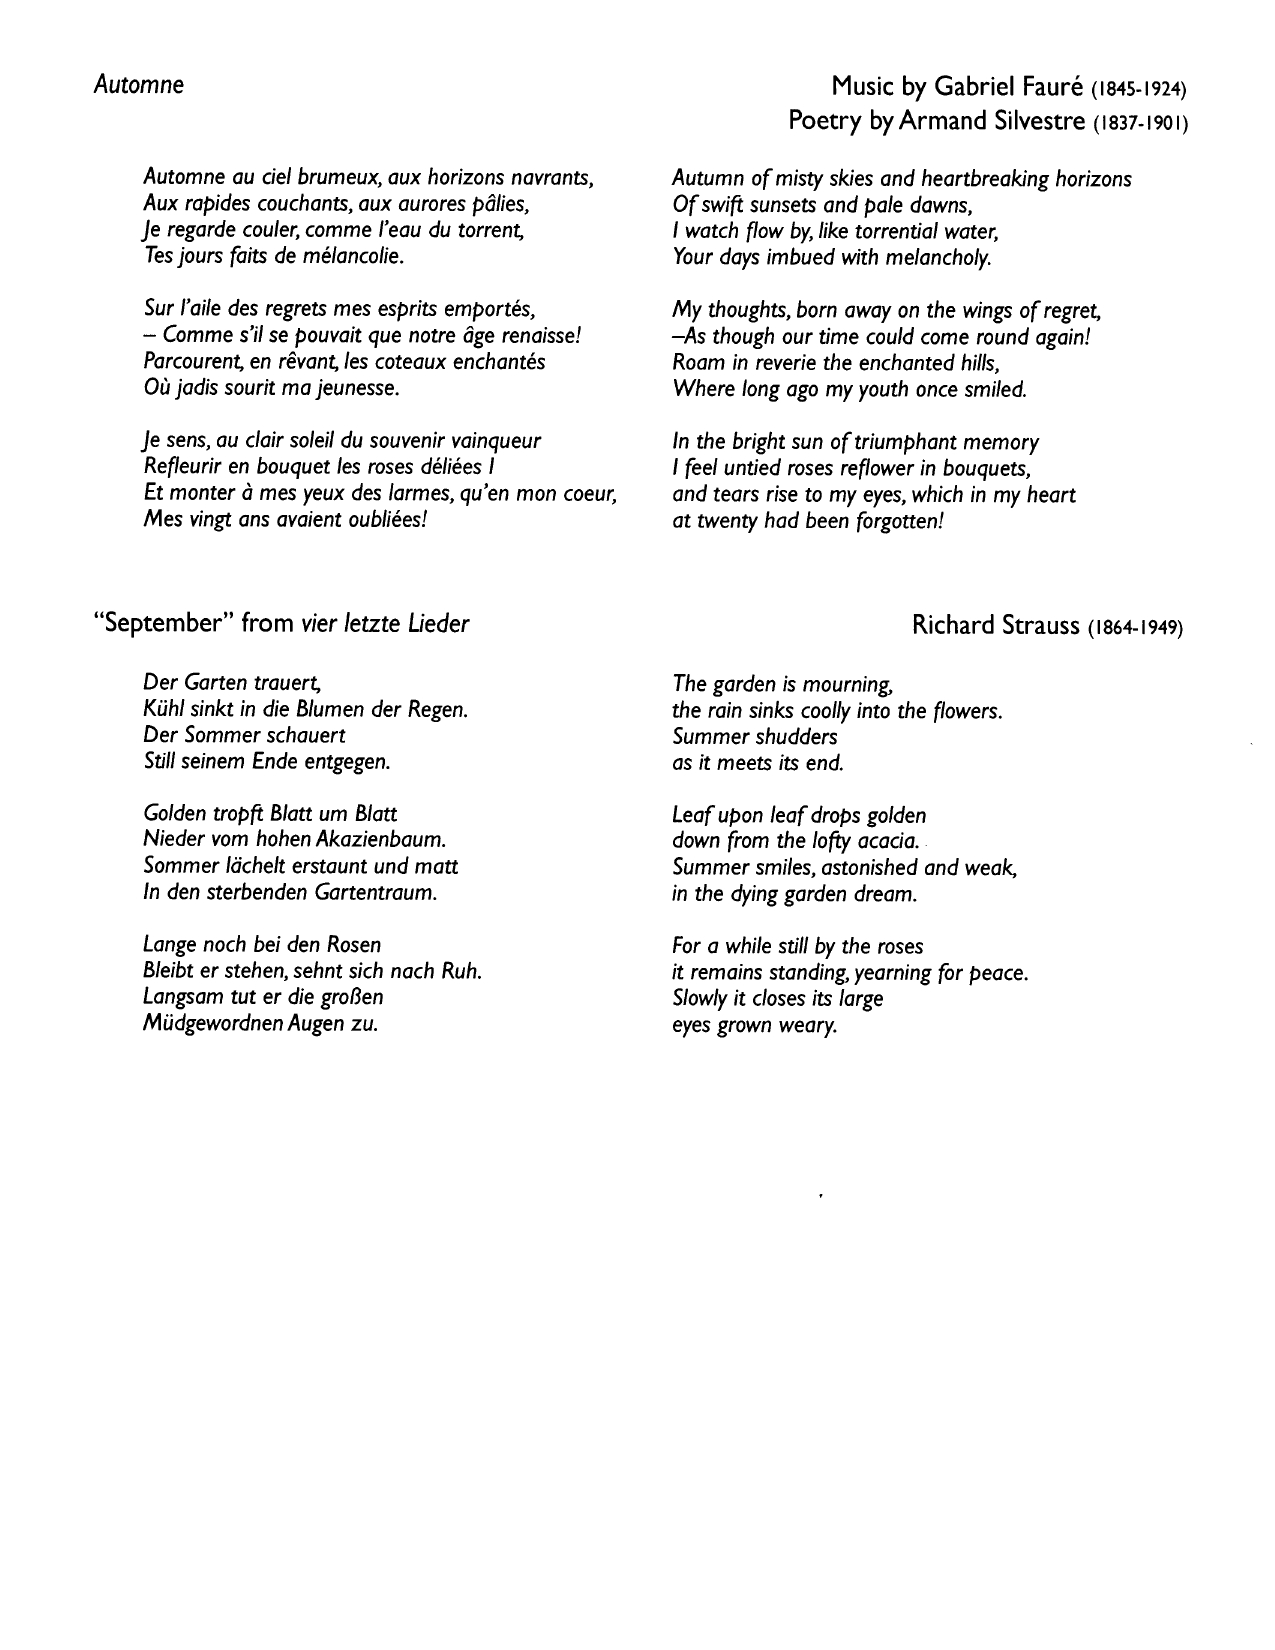 Automne
Music by Gabriel Fauré (1845-1924)
Poetry by Armand Silvestre (1837-1901)
Automne au ciel brumeux, aux horizons navrants,
Aux rapides couchants, aux aurores pâlies,
Je regarde couler, comme l'eau du torrent,
Tes jours faits de mélancolie.
Sur l'aile des regrets mes esprits emportés,
– Comme s'il se pouvait que notre âge renaisse!
Parcourent, en rêvant, les coteaux enchantés
Où jadis sourit ma jeunesse.
Je sens, au clair soleil du souvenir vainqueur
Refleurir en bouquet les roses déliées I
Et monter à mes yeux des larmes, qu'en mon coeur,
Mes vingt ans avaient oubliées!
Autumn of misty skies and heartbreaking horizons
Of swift sunsets and pale dawns,
I watch flow by, like torrential water,
Your days imbued with melancholy.
My thoughts, born away on the wings of regret,
–As though our time could come round again!
Roam in reverie the enchanted hills,
Where long ago my youth once smiled.
In the bright sun of triumphant memory
I feel untied roses reflower in bouquets,
and tears rise to my eyes, which in my heart
at twenty had been forgotten!
"September" from vier letzte Lieder
Richard Strauss (1864-1949)
Der Garten trauert,
Kühl sinkt in die Blumen der Regen.
Der Sommer schauert
Still seinem Ende entgegen.
Golden tropft Blatt um Blatt
Nieder vom hohen Akazienbaum.
Sommer lächelt erstaunt und matt
In den sterbenden Gartentraum.
Lange noch bei den Rosen
Bleibt er stehen, sehnt sich nach Ruh.
Langsam tut er die großen
Müdgewordnen Augen zu.
The garden is mourning,
the rain sinks coolly into the flowers.
Summer shudders
as it meets its end.
Leaf upon leaf drops golden
down from the lofty acacia.
Summer smiles, astonished and weak,
in the dying garden dream.
For a while still by the roses
it remains standing, yearning for peace.
Slowly it closes its large
eyes grown weary.